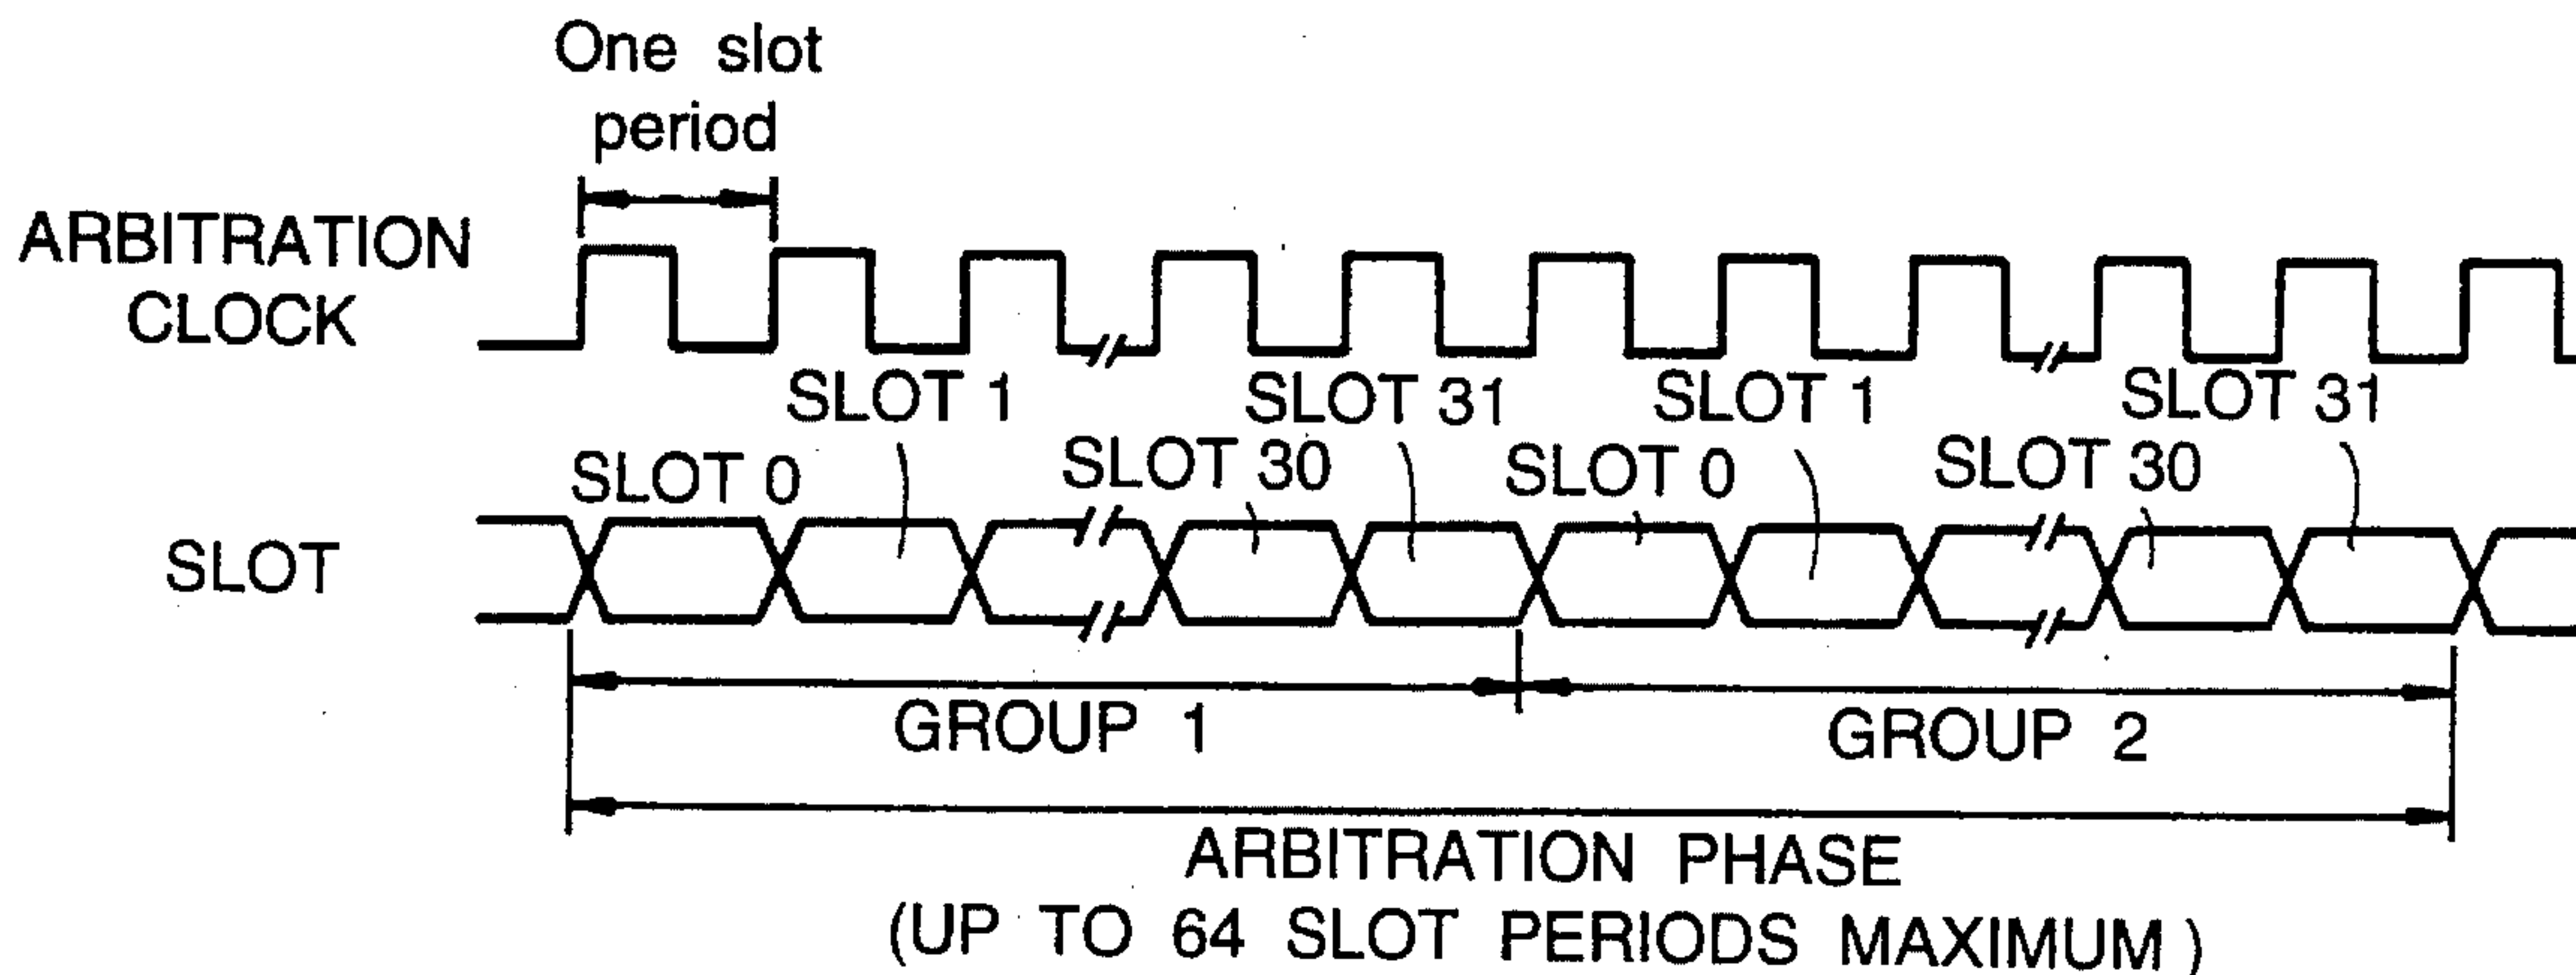 One slot
period
ARBITRATION
CLOCK
SLOT 1
SLOT 31
SLOT 1
SLOT 31
SLOT 0
SLOT 30
SLOT 0
SLOT 30
SLOT
GROUP 1
GROUP 2
ARBITRATION PHASE
(UP TO 64 SLOT PERIODS MAXIMUM)